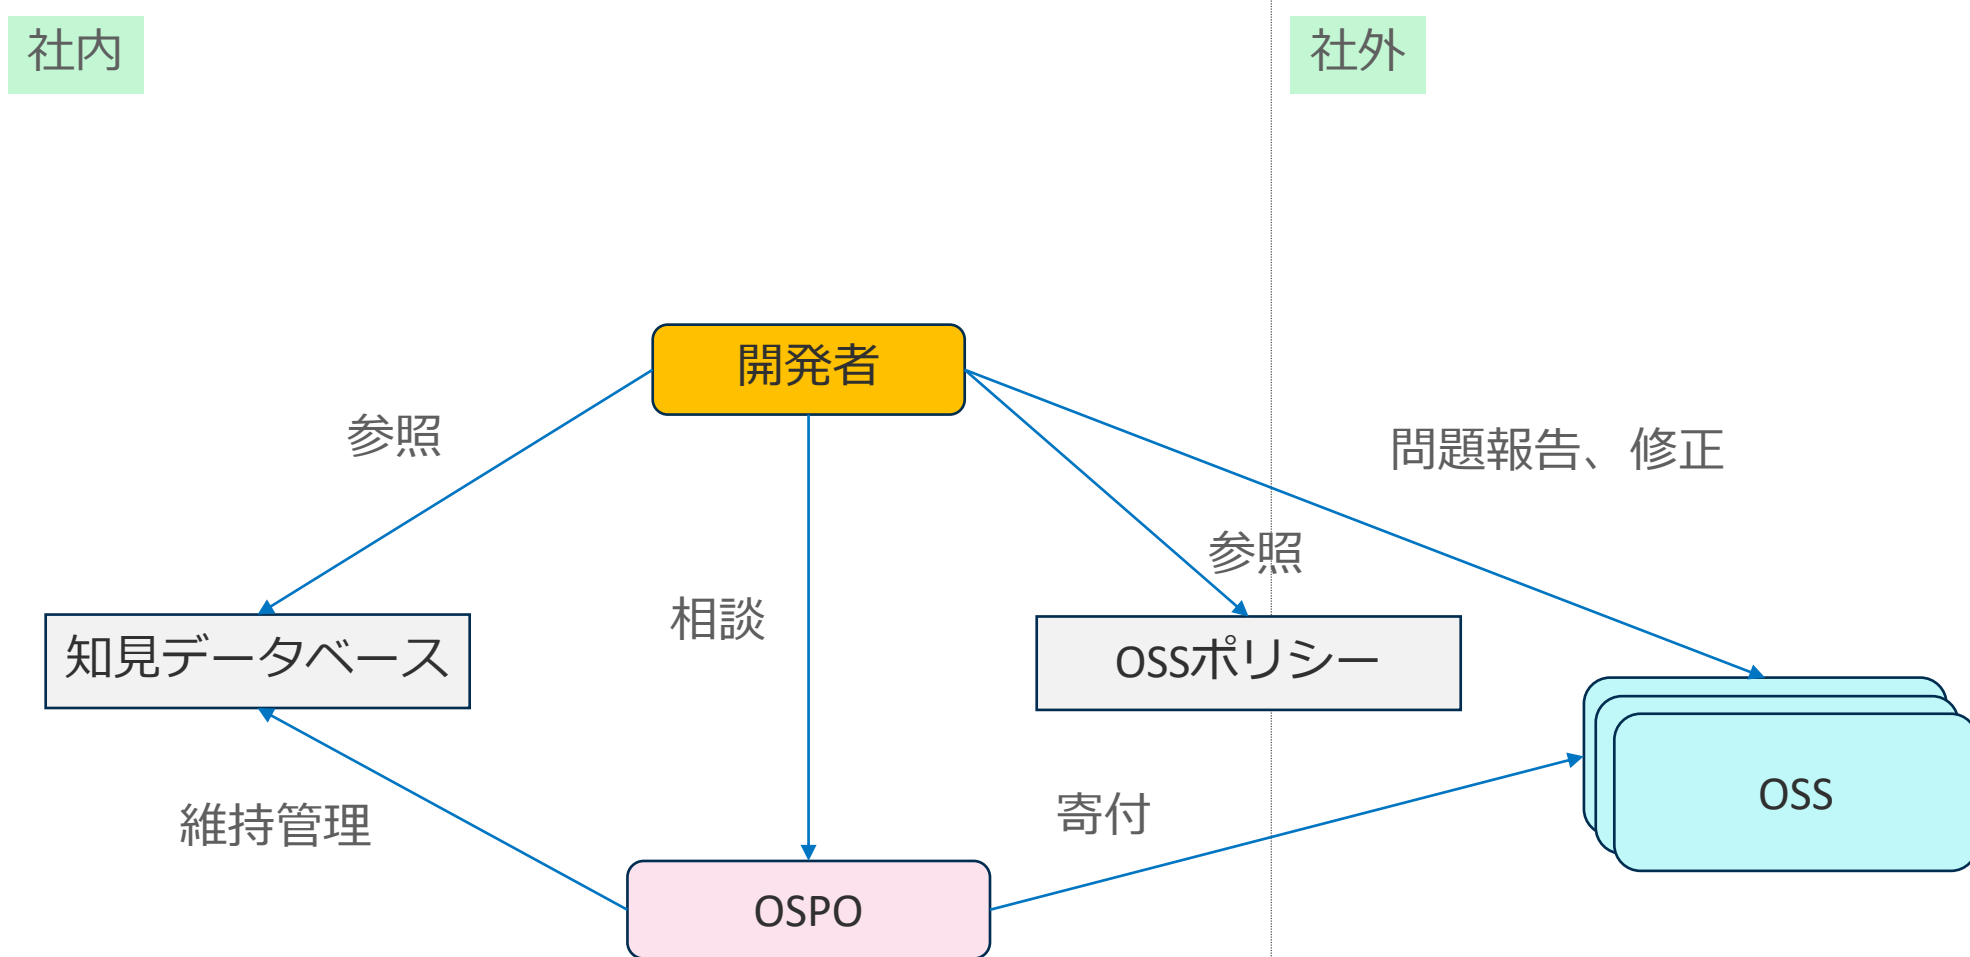 社内
社外
開発者
参照
問題報告、修正
参照
相談
知見データベース
OSSポリシー
維持管理
寄付
OSS
OSPO